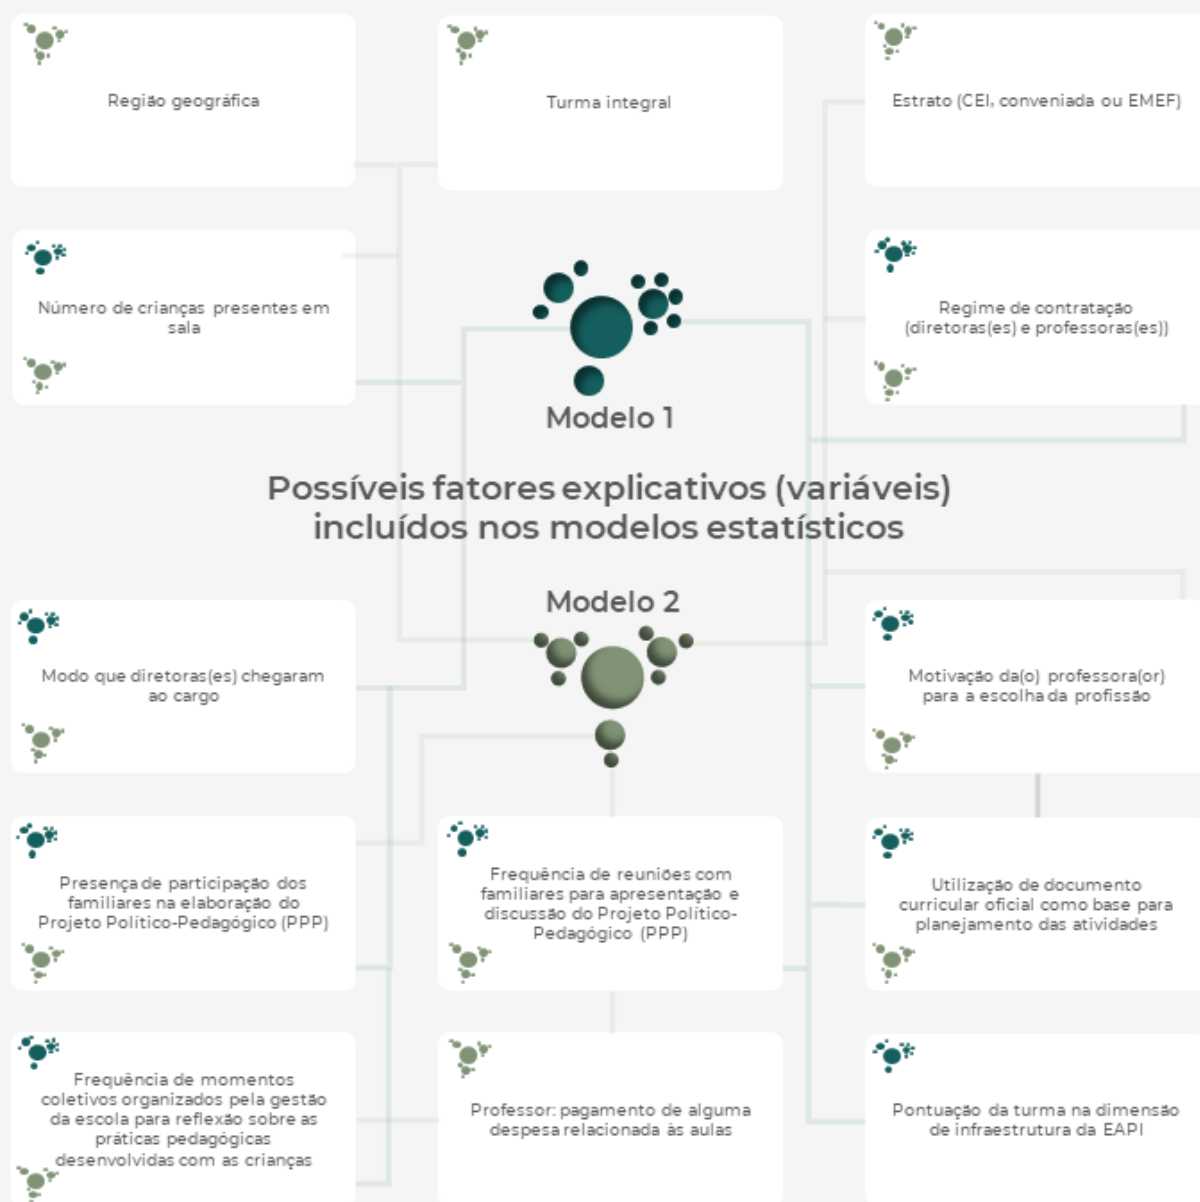 Região geográfica
Turma integral
Estrato (CEI, conveniada ou EMEF)
Número de crianças presentes em
sala
Regime de contratação
(diretoras(es) e professoras(es))
Modelo 1
Possíveis fatores explicativos (variáveis)
incluídos nos modelos estatísticos
Modelo 2
Modo que diretoras(es) chegaram
ao cargo
Motivação da(o) professora(or)
para a escolha da profissão
Presença de participação dos
familiares na elaboração do
Projeto Político-Pedagógico (PPP)
Frequência de reuniões com
familiares para apresentação e
discussão do Projeto Político-
Pedagógico (PPP)
Utilização de documento
curricular oficial como base para
planejamento das atividades
Frequência de momentos
coletivos organizados pela gestão
da escola para reflexão sobre as
práticas pedagógicas
desenvolvidas com as crianças
Professor: pagamento de alguma
despesa relacionada às aulas
Pontuação da turma na dimensão
de infraestrutura da EAPI